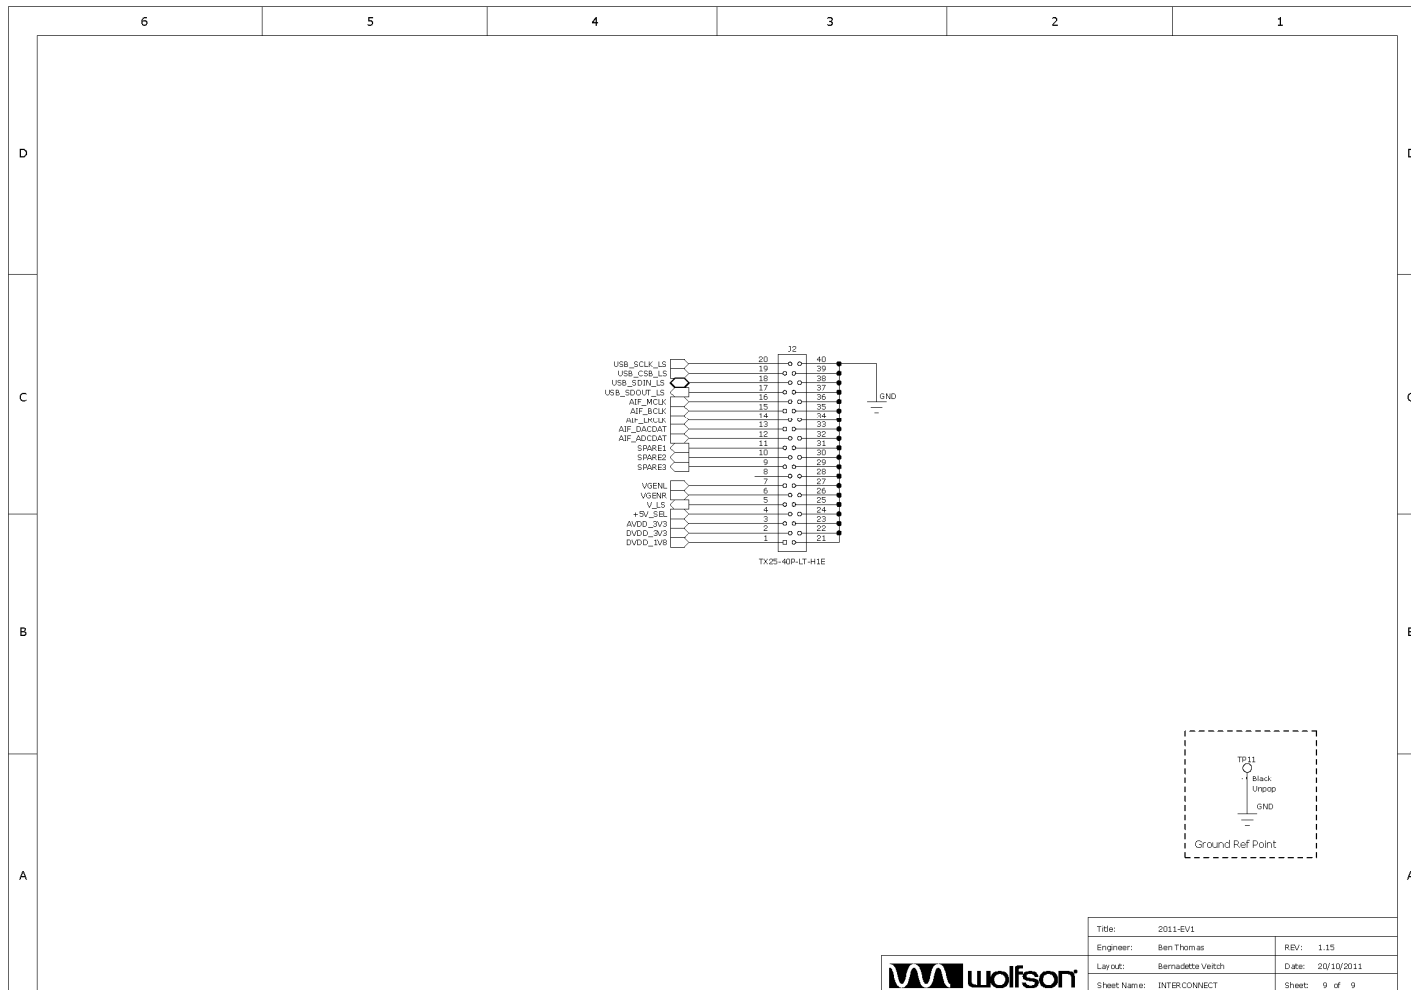 6 5 4 3 2 1
D
C
B
A
J2
USB_SCLK_LS 20 40
USB_CSB_LS 19 39
USB_SDIN_LS 18 38
USB_SDOUT_LS 17 37
AIF_MCLK 16 36
AIF_BCLK 15 35
AIF_LRCLK 14 34
AIF_DACDAT 13 33
AIF_ADCDAT 12 32
SPARE1 11 31
SPARE2 10 30
SPARE3 9 29
8 28
VGENL 7 27
VGENR 6 26
V_LS 5 25
+5V_SEL 4 24
AVDD_3V3 3 23
DVDD_3V3 2 22
DVDD_1V8 1 21
TX25-40P-LT-H1E
GND
TP11
Black
Unpop
GND
Ground Ref Point
wolfson
Title: 2011-EV1
Engineer: Ben Thomas REV: 1.15
Layout: Bernadette Veitch Date: 20/10/2011
Sheet Name: INTERCONNECT Sheet: 9 of 9